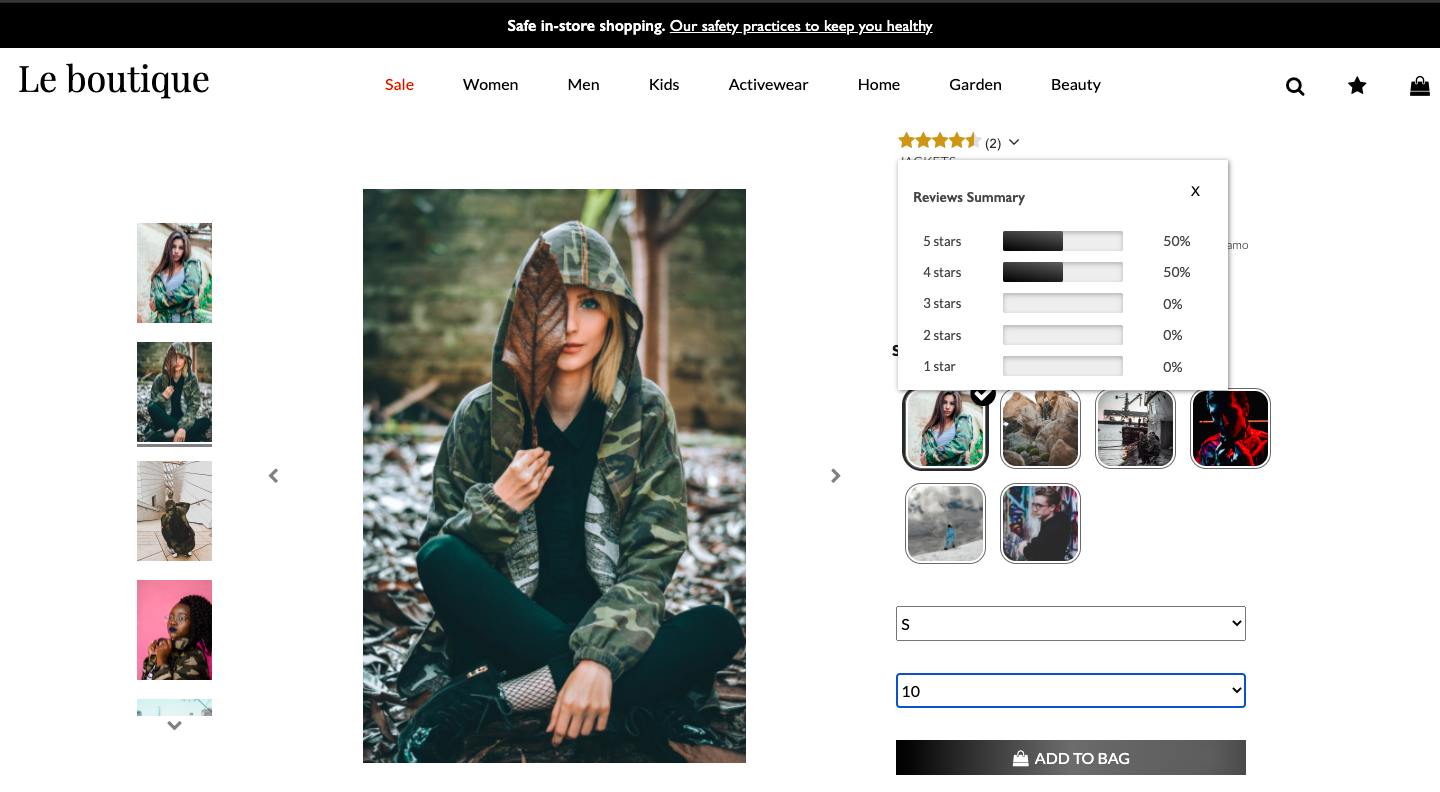 Safe in-store shopping. Our safety practices to keep you healthy
Le boutique
Sale Women Men Kids Activewear Home Garden Beauty
(2)
JACKETS
Reviews Summary X
5 stars 50%
4 stars 50%
3 stars 0%
2 stars 0%
1 star 0%
amo
S
S
10
ADD TO BAG